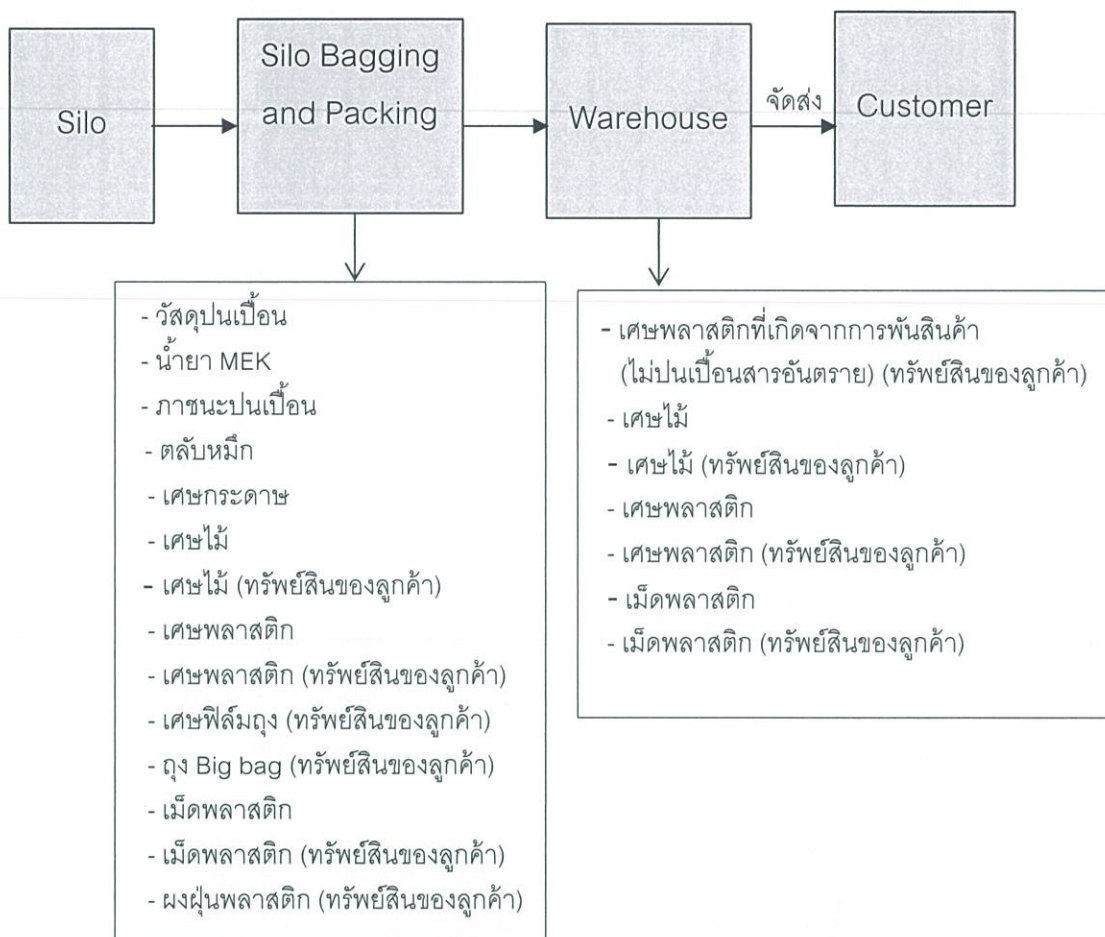 Silo
Silo Bagging
and Packing
Warehouse
จัดส่ง
Customer
- วัสดุปนเปื้อน
- น้ำยา MEK
- ภาชนะปนเปื้อน
- ตลับหมึก
- เศษกระดาษ
- เศษไม้
- เศษไม้ (ทรัพย์สินของลูกค้า)
- เศษพลาสติก
- เศษพลาสติก (ทรัพย์สินของลูกค้า)
- เศษฟิล์มถุง (ทรัพย์สินของลูกค้า)
- ถุง Big bag (ทรัพย์สินของลูกค้า)
- เม็ดพลาสติก
- เม็ดพลาสติก (ทรัพย์สินของลูกค้า)
- ผงฝุ่นพลาสติก (ทรัพย์สินของลูกค้า)
- เศษพลาสติกที่เกิดจากการพันสินค้า
(ไม่ปนเปื้อนสารอันตราย) (ทรัพย์สินของลูกค้า)
- เศษไม้
- เศษไม้ (ทรัพย์สินของลูกค้า)
- เศษพลาสติก
- เศษพลาสติก (ทรัพย์สินของลูกค้า)
- เม็ดพลาสติก
- เม็ดพลาสติก (ทรัพย์สินของลูกค้า)